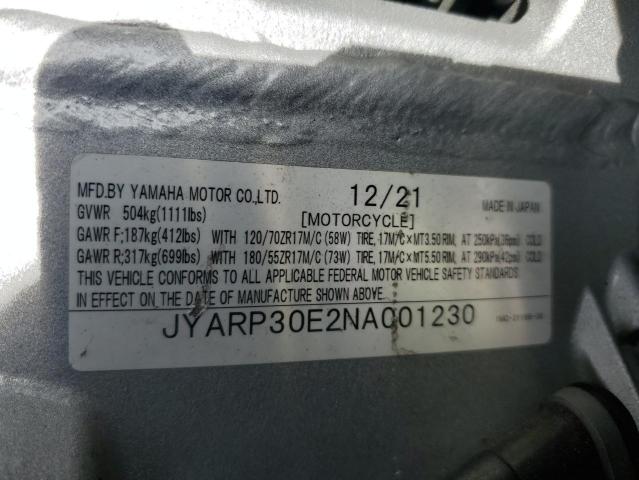 MFD.BY YAMAHA MOTOR CO.,LTD. 12/21 MADE IN JAPAN
GVWR 504kg(1111lbs) [MOTORCYCLE]
GAWR F;187kg(412lbs) WITH 120/70ZR17M/C (58W) TIRE, 17M/C×MT3.50 RIM, AT 250kPa(36psi) COLD
GAWR R;317kg(699lbs) WITH 180/55ZR17M/C (73W) TIRE, 17M/C×MT5.50 RIM, AT 290kPa(42psi) COLD
THIS VEHICLE CONFORMS TO ALL APPLICABLE FEDERAL MOTOR VEHICLE SAFETY STANDARDS
IN EFFECT ON THE DATE OF MANUFACTURE SHOWN ABOVE.
JYARP30E2NA001230